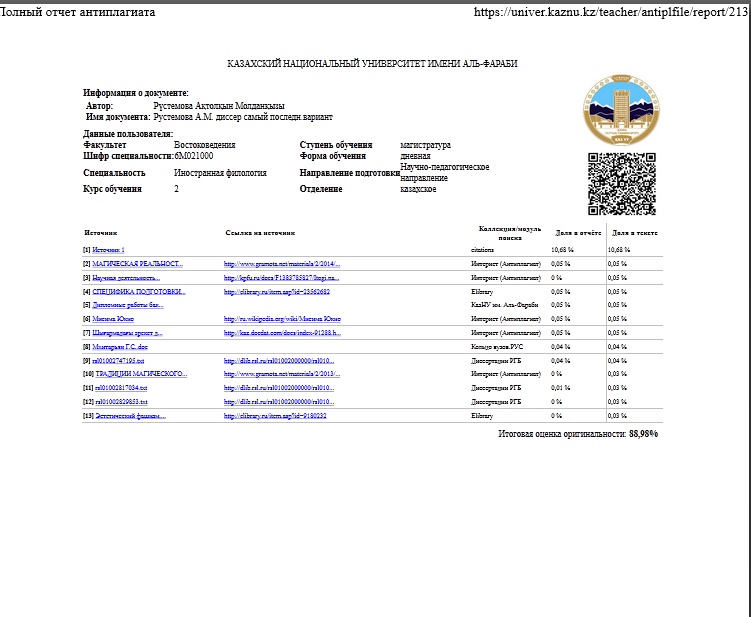 Полный отчет антиплагиата https://univer.kaznu.kz/teacher/antiplfile/report/213
КАЗАХСКИЙ НАЦИОНАЛЬНЫЙ УНИВЕРСИТЕТ ИМЕНИ АЛЬ-ФАРАБИ
Информация о документе:
Автор: Рүстемова Ақтолқын Молданқызы
Имя документа: Рустемова А.М. диссер самый последн.вариант
Данные пользователя:
Факультет Востоковедения Ступень обучения магистратура
Шифр специальности: 6М021000 Форма обучения дневная
Специальность Иностранная филология Направление подготовки Научно-педагогическое направление
Курс обучения 2 Отделение казахское
Источник Ссылка на источник Коллекция/модуль поиска Доля в отчёте Доля в тексте
[1] Источник 1 citations 10,68 % 10,68 %
[2] МАГИЧЕСКАЯ РЕАЛЬНОСТ... http://www.gramota.net/materials/2/2014/... Интернет (Антиплагиат) 0,05 % 0,05 %
[3] Научная деятельность... http://kpfu.ru/docs/F1383785827/Itogi.na... Интернет (Антиплагиат) 0 % 0,05 %
[4] СПЕЦИФИКА ПОДГОТОВКИ... http://elibrary.ru/item.asp?id=23562682 Elibrary 0,05 % 0,05 %
[5] Дипломные работы бак... КазНУ им. Аль-Фараби 0,05 % 0,05 %
[6] Мисима Юкио http://ru.wikipedia.org/wiki/Мисима Юкио Интернет (Антиплагиат) 0,05 % 0,05 %
[7] http://kaz.docdat.com/docs/index-91288.h... Интернет (Антиплагиат) 0,05 % 0,05 %
[8] Г.С..doc Кольцо вузов.РУС 0,04 % 0,04 %
[9] rsl01002747195.txt http://dlib.rsl.ru/rsl01002000000/rsl010... Диссертации РГБ 0,04 % 0,04 %
[10] ТРАДИЦИИ МАГИЧЕСКОГО... http://www.gramota.net/materials/2/2013/... Интернет (Антиплагиат) 0 % 0,03 %
[11] rsl01002817034.txt http://dlib.rsl.ru/rsl01002000000/rsl010... Диссертации РГБ 0,01 % 0,03 %
[12] rsl01002829853.txt http://dlib.rsl.ru/rsl01002000000/rsl010... Диссертации РГБ 0 % 0,03 %
[13] Эстетический фашизм.... http://elibrary.ru/item.asp?id=9180232 Elibrary 0 % 0,03 %
Итоговая оценка оригинальности: 88,98%